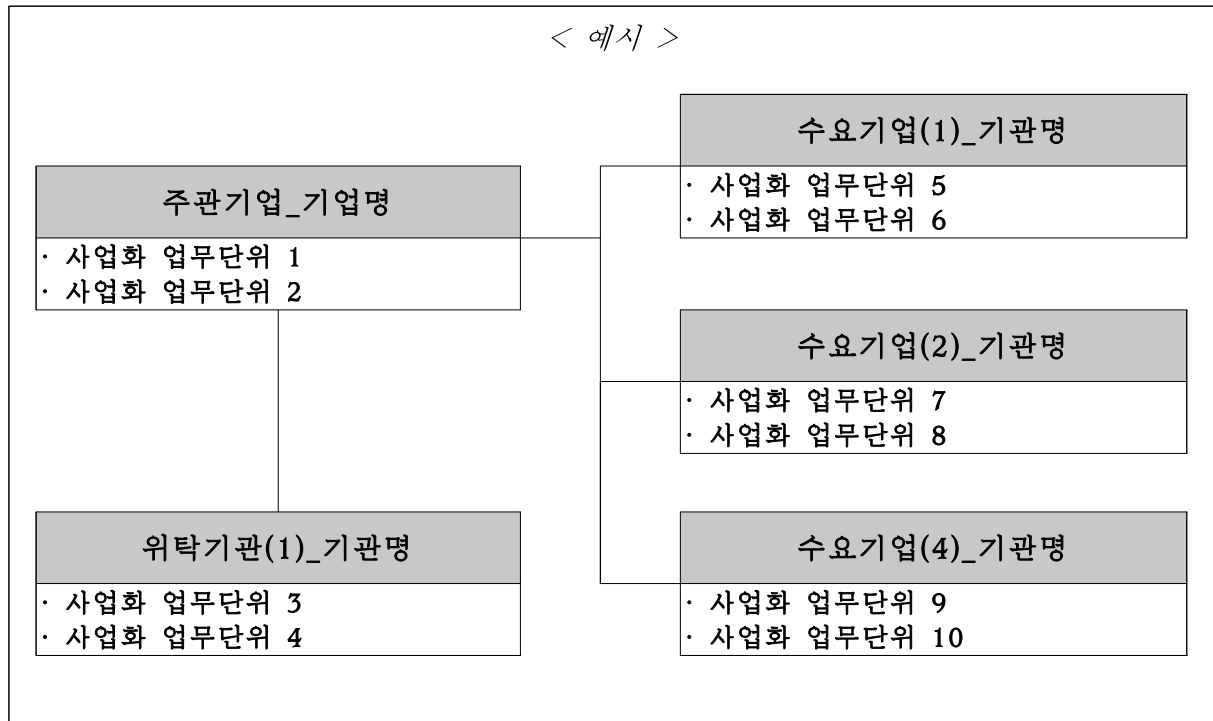 < 예시 >
주관기업_기업명
· 사업화 업무단위 1
· 사업화 업무단위 2
위탁기관(1)_기관명
· 사업화 업무단위 3
· 사업화 업무단위 4
수요기업(1)_기관명
· 사업화 업무단위 5
· 사업화 업무단위 6
수요기업(2)_기관명
· 사업화 업무단위 7
· 사업화 업무단위 8
수요기업(4)_기관명
· 사업화 업무단위 9
· 사업화 업무단위 10